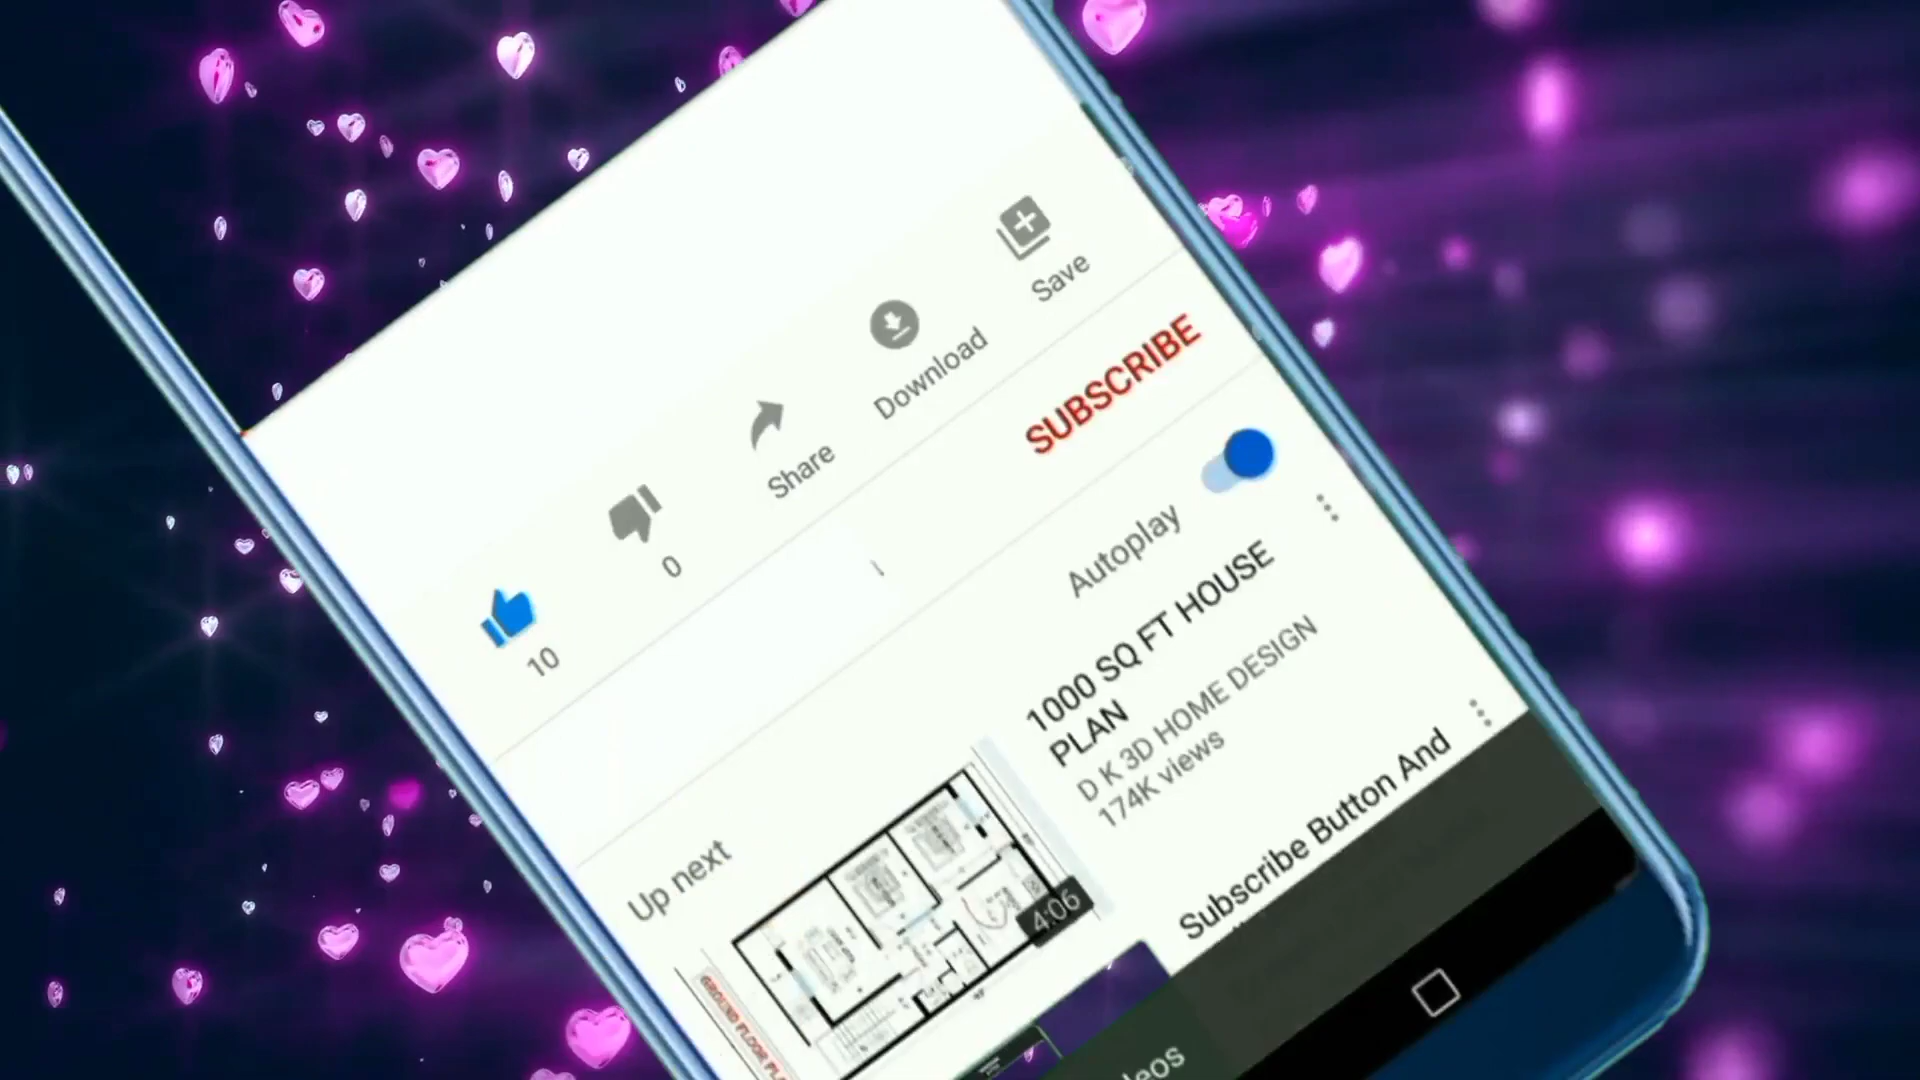 Save
Download
Share
0
10
SUBSCRIBE
Autoplay
Up next
1000 SQ FT HOUSE
PLAN
D K 3D HOME DESIGN
174K views
4:06
Subscribe Button And